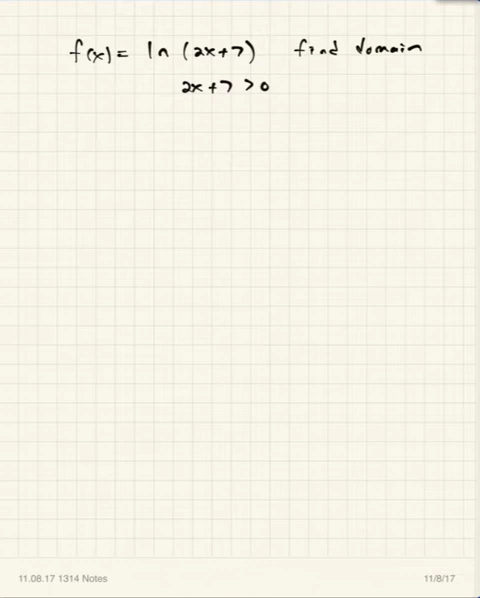 f(x) = ln (2x+7) find domain
2x+7 >0
11.08.17 1314 Notes 11/8/17